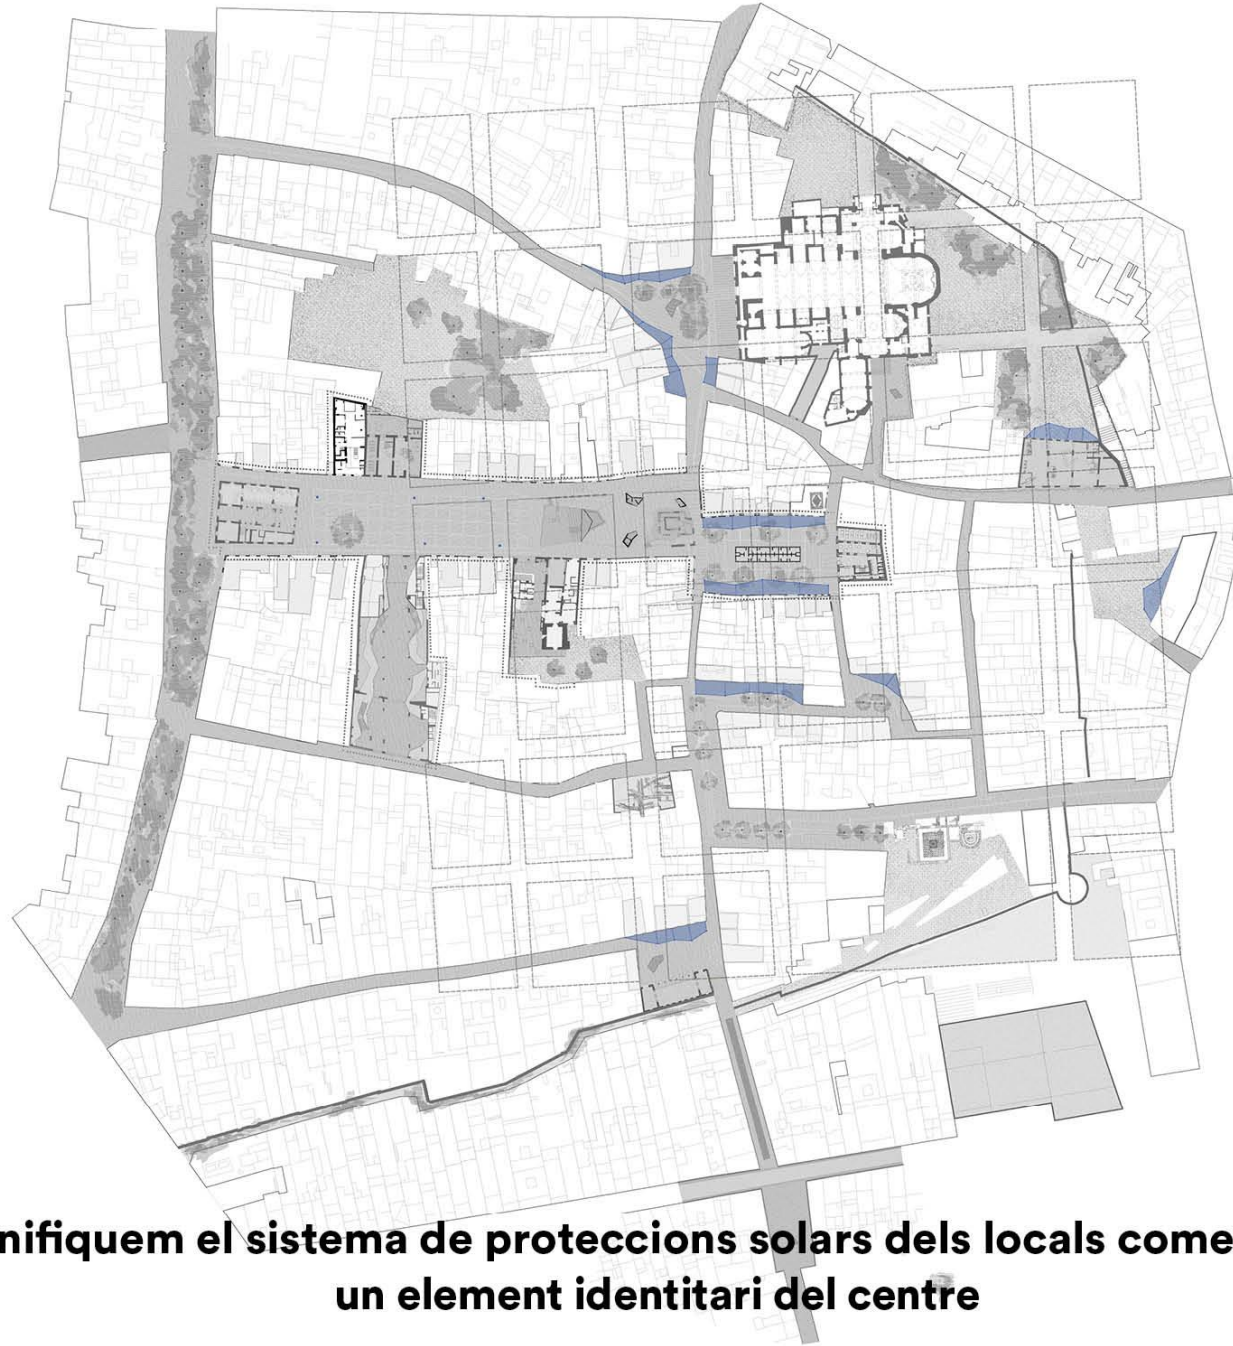 nifiquem el sistema de proteccions solars dels locals come
un element identitari del centre